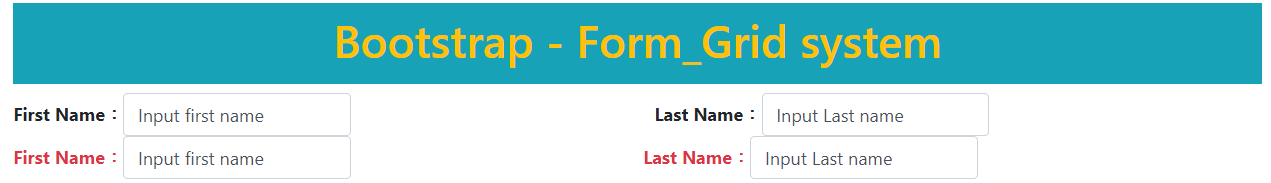 Bootstrap - Form_Grid system
First Name： Input first name Last Name： Input Last name
First Name： Input first name Last Name： Input Last name